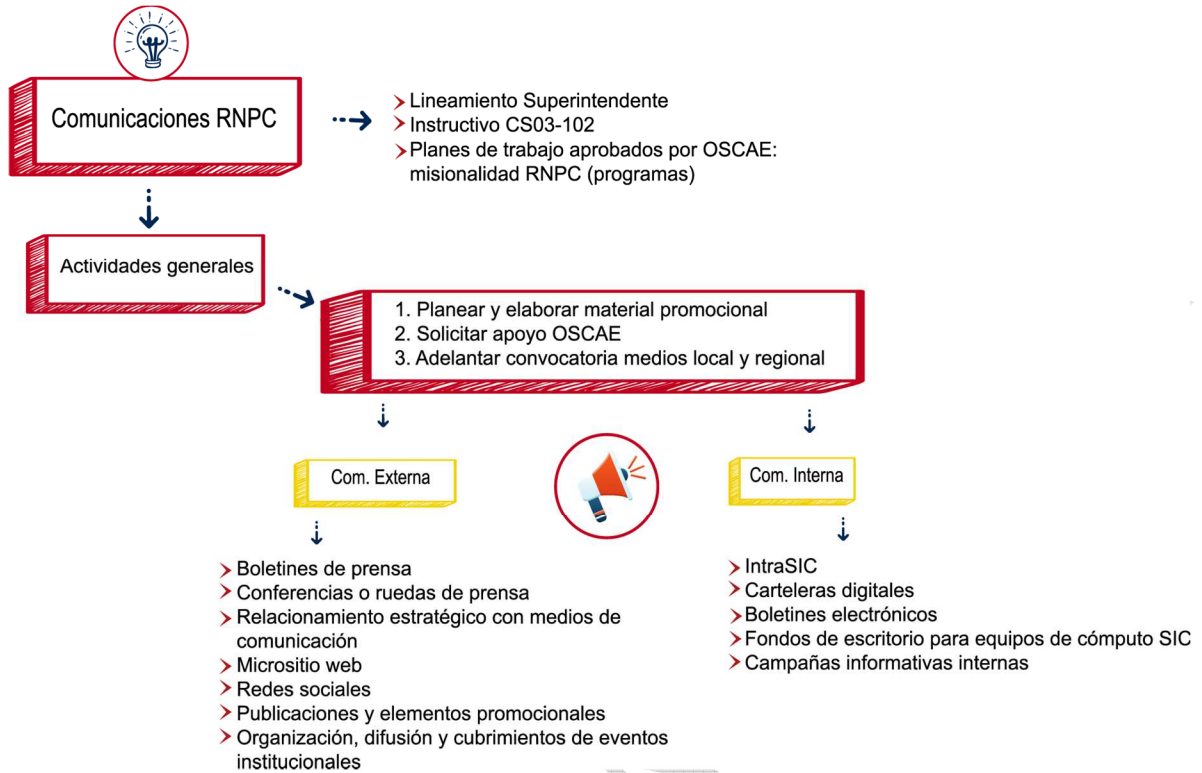 Comunicaciones RNPC
Lineamiento Superintendente
Instructivo CS03-102
Planes de trabajo aprobados por OSCAE:
misionalidad RNPC (programas)
Actividades generales
1. Planear y elaborar material promocional
2. Solicitar apoyo OSCAE
3. Adelantar convocatoria medios local y regional
Com. Externa
Boletines de prensa
Conferencias o ruedas de prensa
Relacionamiento estratégico con medios de
comunicación
Micrositio web
Redes sociales
Publicaciones y elementos promocionales
Organización, difusión y cubrimientos de eventos
institucionales
Com. Interna
IntraSIC
Carteleras digitales
Boletines electrónicos
Fondos de escritorio para equipos de cómputo SIC
Campañas informativas internas